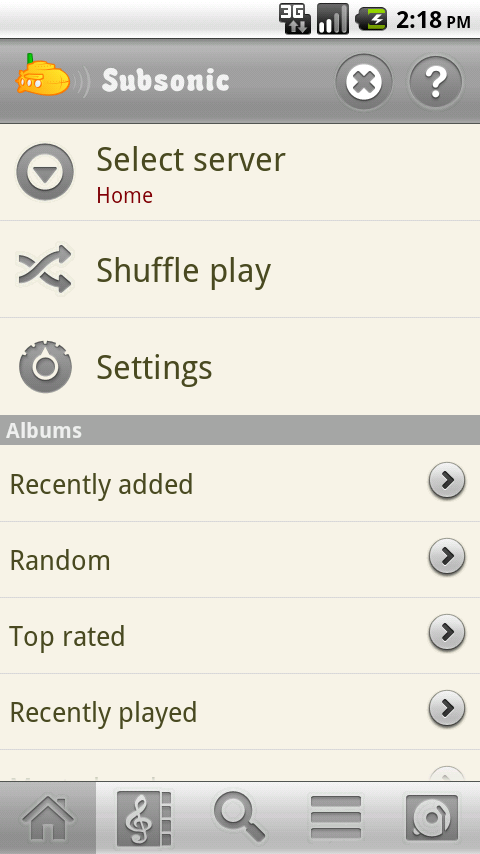 3G 2:18 PM
Subsonic
?
Select server
Home
Shuffle play
Settings
Albums
Recently added
Random
Top rated
Recently played